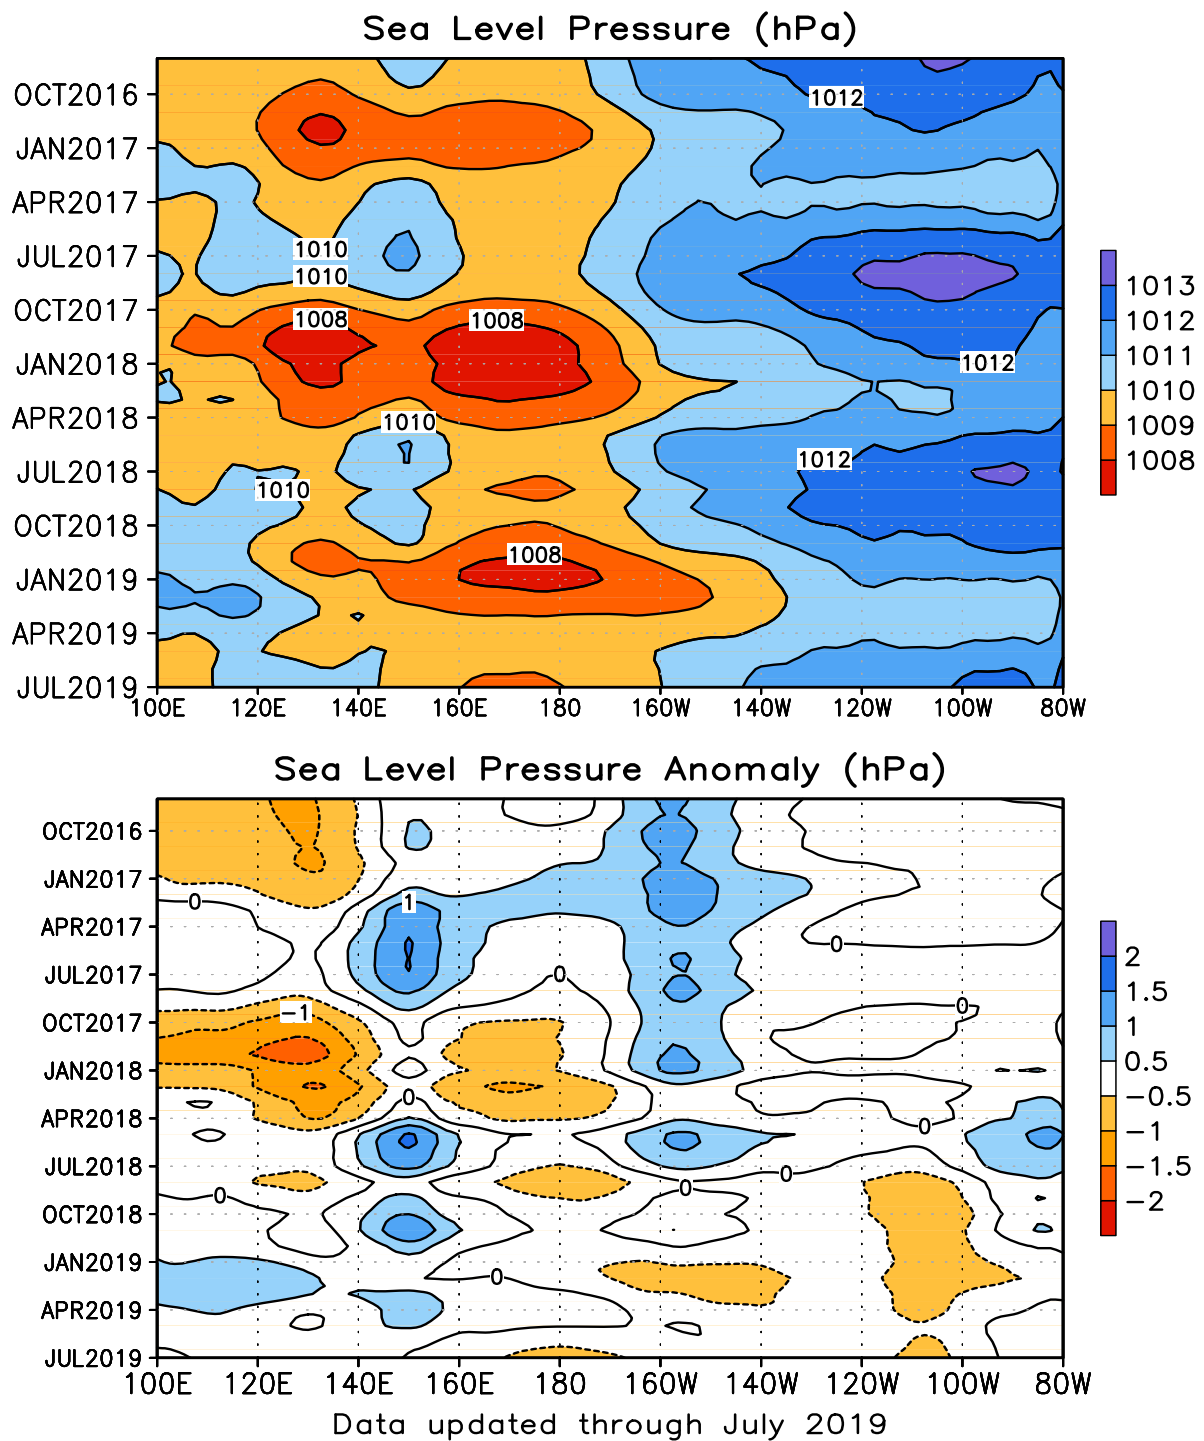 Sea Level Pressure (hPa)
OCT2016
1012
JAN2017
APR2017
JUL2017
1010
1010
OCT2017
1008
1008
JAN2018
1012
APR2018
1010
JUL2018
1012
1010
OCT2018
1008
JAN2019
APR2019
JUL2019
100E 120E 140E 160E 180 160W 140W 120W 100W 80W
1013
1012
1011
1010
1009
1008
Sea Level Pressure Anomaly (hPa)
OCT2016
JAN2017
0
1
APR2017
0
JUL2017
0
OCT2017
-1
0
JAN2018
0
APR2018
0
JUL2018
0
0
0
OCT2018
JAN2019
0
APR2019
JUL2019
100E 120E 140E 160E 180 160W 140W 120W 100W 80W
2
1.5
1
0.5
-0.5
-1
-1.5
-2
Data updated through July 2019